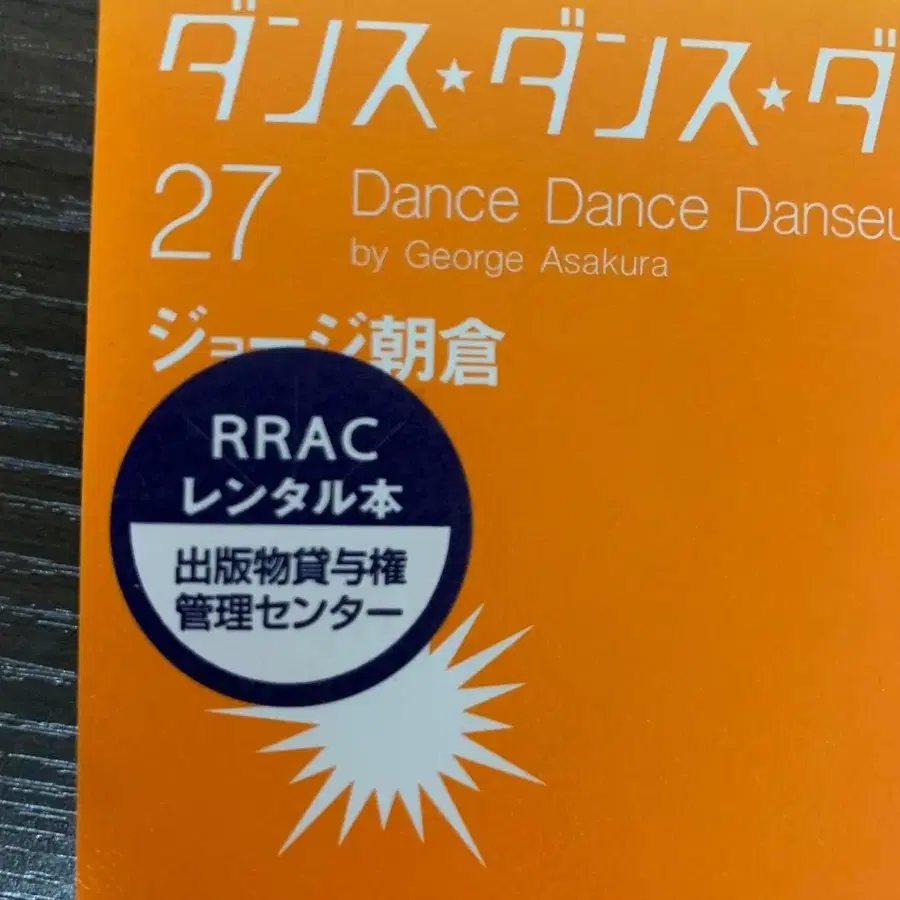 ダンス★ダンス★ダ
27
Dance Dance Danseu
by George Asakura
ジョージ朝倉
RRAC
レンタル本
出版物貸与権
管理センター